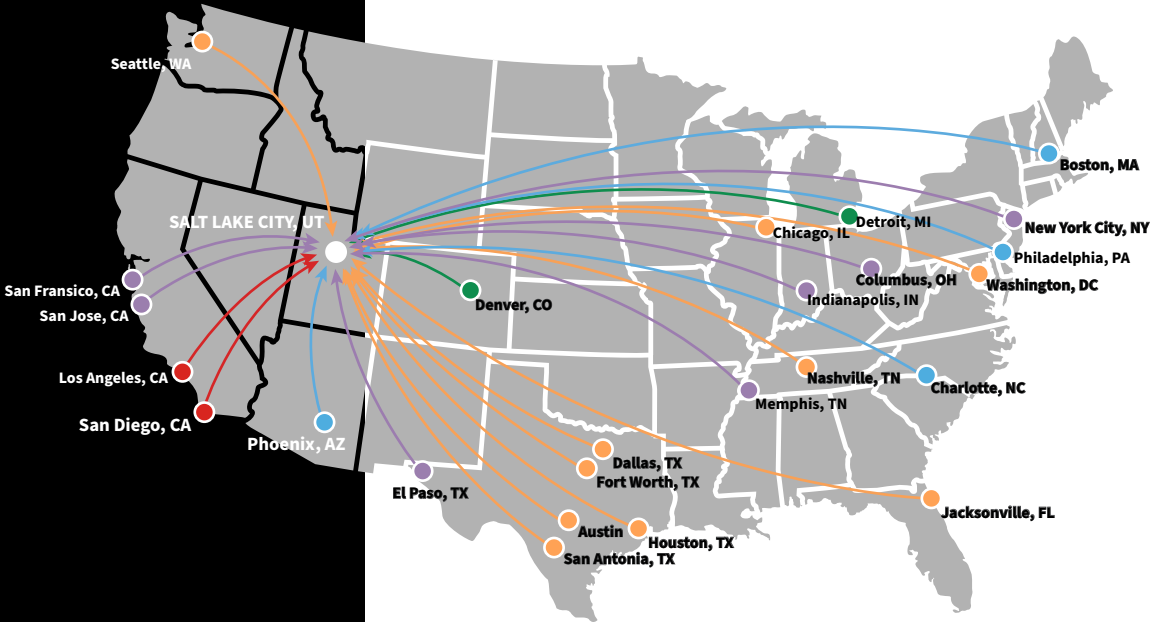 Seattle, WA
Boston, MA
SALT LAKE CITY, UT
Detroit, MI
New York City, NY
Chicago, IL
Philadelphia, PA
Columbus, OH
Washington, DC
San Fransico, CA
Indianapolis, IN
Denver, CO
San Jose, CA
Los Angeles, CA
Nashville, TN
Charlotte, NC
Memphis, TN
San Diego, CA
Phoenix, AZ
Dallas, TX
Fort Worth, TX
El Paso, TX
Jacksonville, FL
Austin
Houston, TX
San Antonia, TX